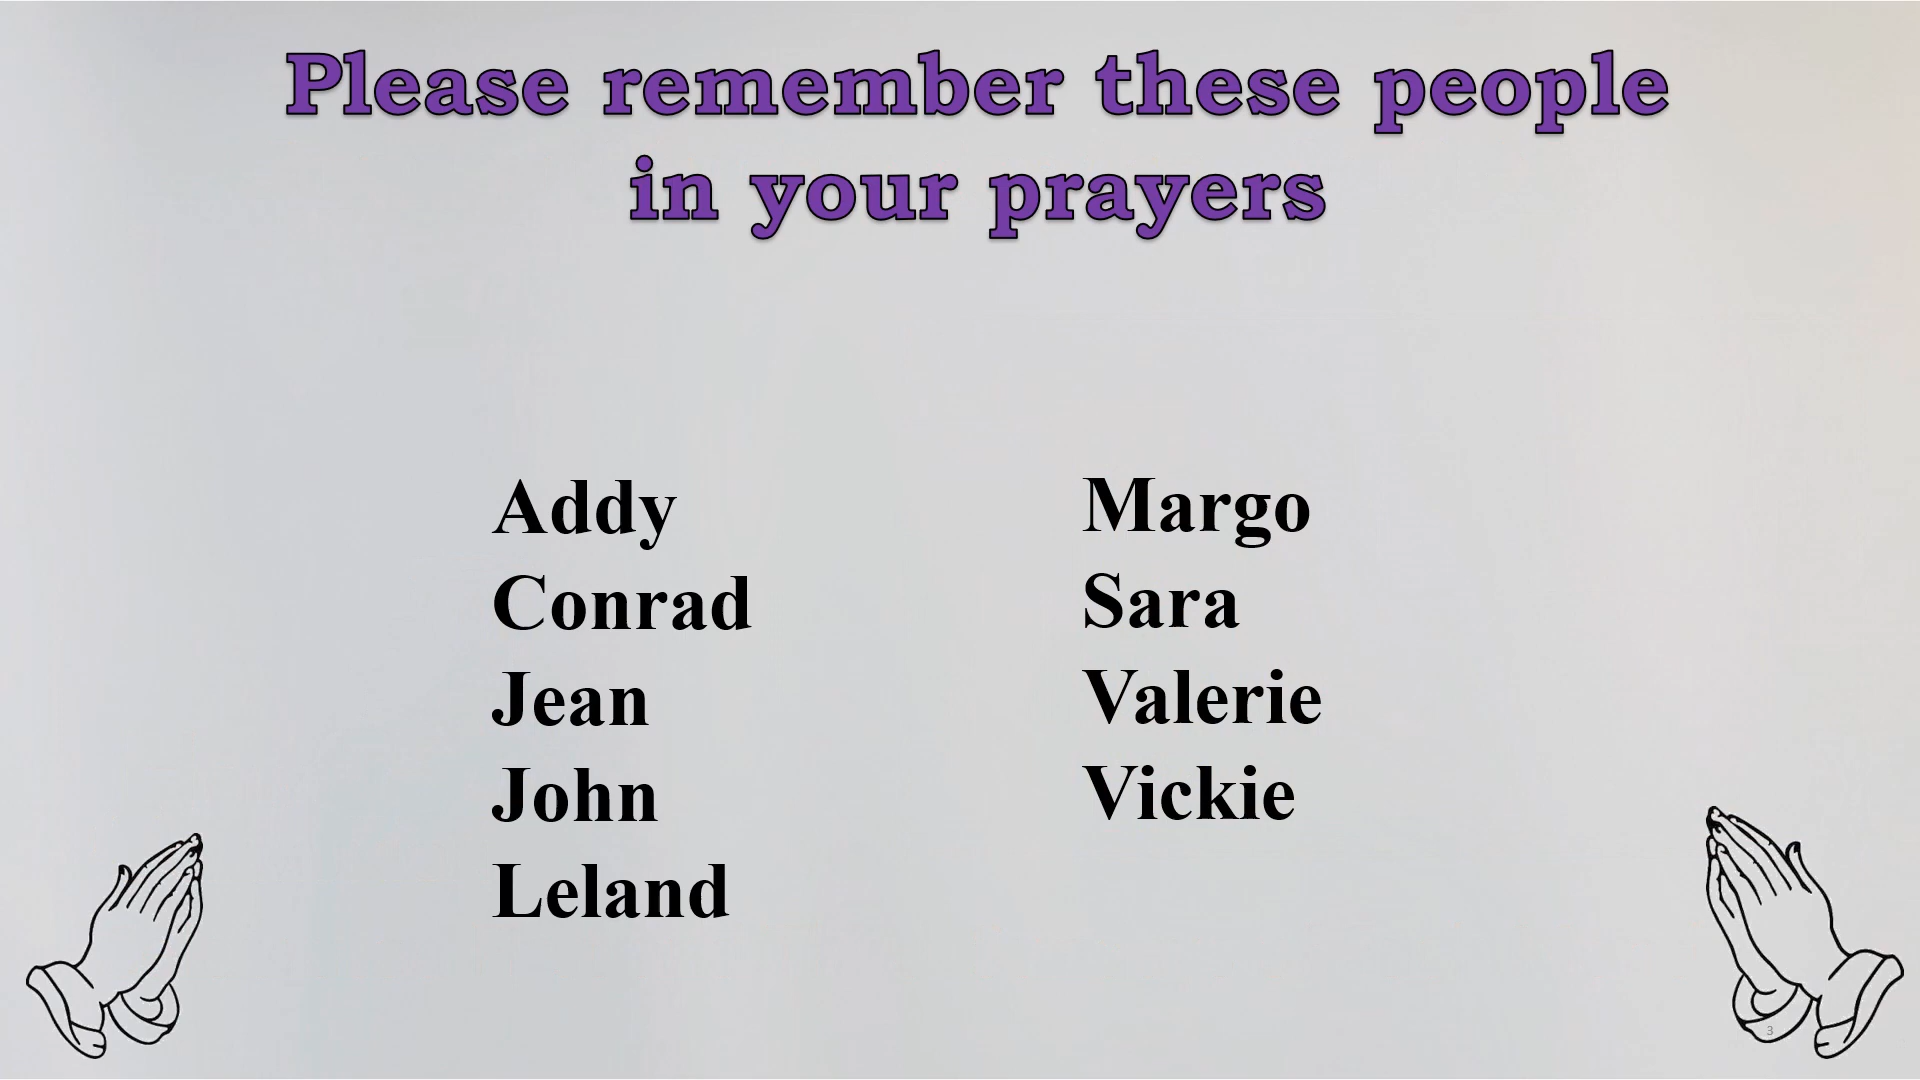 Please remember these people
in your prayers
Addy
Conrad
Jean
John
Leland
Margo
Sara
Valerie
Vickie
3